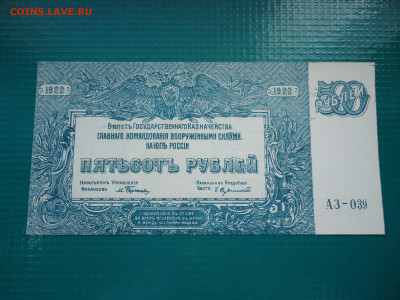 COINS.LAVE.RU
1920 1920
500
РУБЛЕЙ
БИЛЕТЪ ГОСУДАРСТВЕННАГО КАЗНАЧЕЙСТВА
ГЛАВНАГО КОМАНДОВАНІЯ ВООРУЖЕННЫМИ СИЛАМИ
НА ЮГѢ РОССІИ
ПЯТЬСОТЪ РУБЛЕЙ
НАЧАЛЬНИКЪ УПРАВЛЕНІЯ
ФИНАНСОВЪ
НАЧАЛЬНИКЪ КРЕДИТНОЙ
ЧАСТИ
АЗ-039